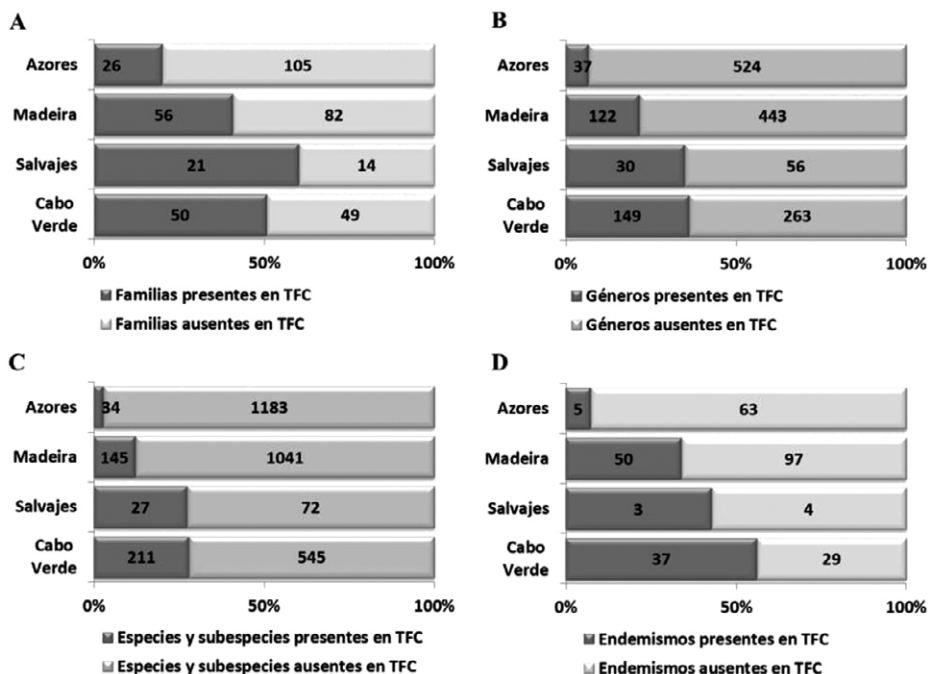 A
Azores 26 105
Madeira 56 82
Salvajes 21 14
Cabo
Verde 50 49
0% 50% 100%
Familias presentes en TFC
Familias ausentes en TFC
B
Azores 37 524
Madeira 122 443
Salvajes 30 56
Cabo
Verde 149 263
0% 50% 100%
Géneros presentes en TFC
Géneros ausentes en TFC
C
Azores 34 1183
Madeira 145 1041
Salvajes 27 72
Cabo
Verde 211 545
0% 50% 100%
Especies y subespecies presentes en TFC
Especies y subespecies ausentes en TFC
D
Azores 5 63
Madeira 50 97
Salvajes 3 4
Cabo
Verde 37 29
0% 50% 100%
Endemismos presentes en TFC
Endemismos ausentes en TFC